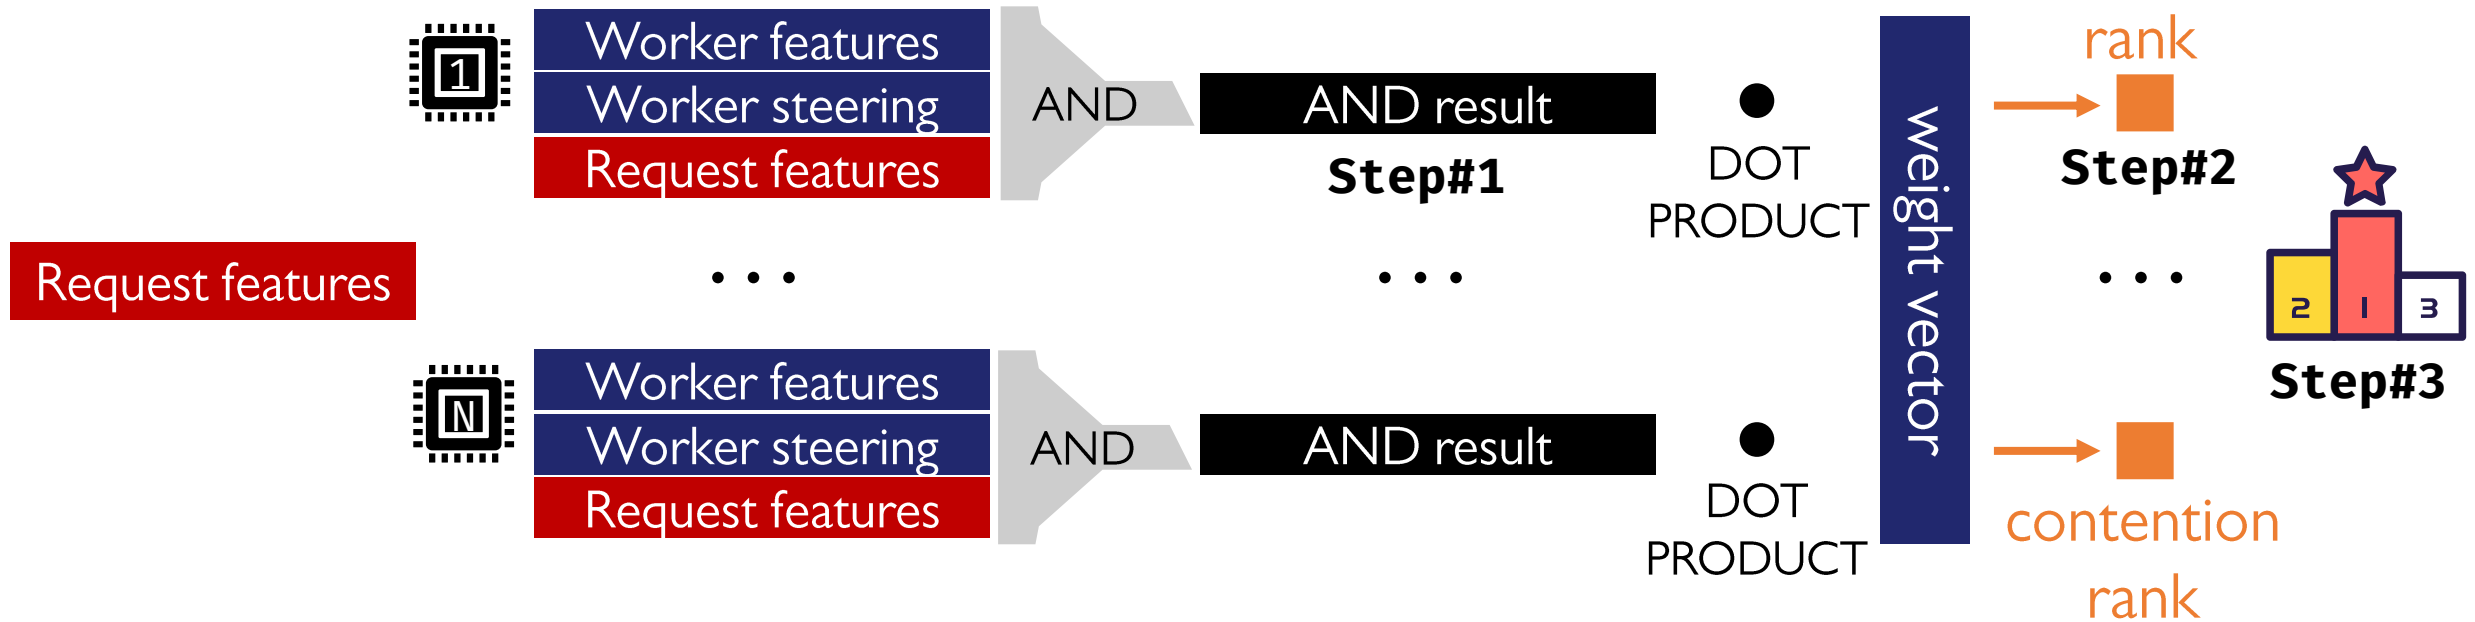 1
Worker features
Worker steering
Request features
AND
AND result
Step#1
DOT
PRODUCT
weight vector
rank
Step#2
Request features
...
...
...
2
1
3
Step#3
N
Worker features
Worker steering
Request features
AND
AND result
DOT
PRODUCT
contention
rank